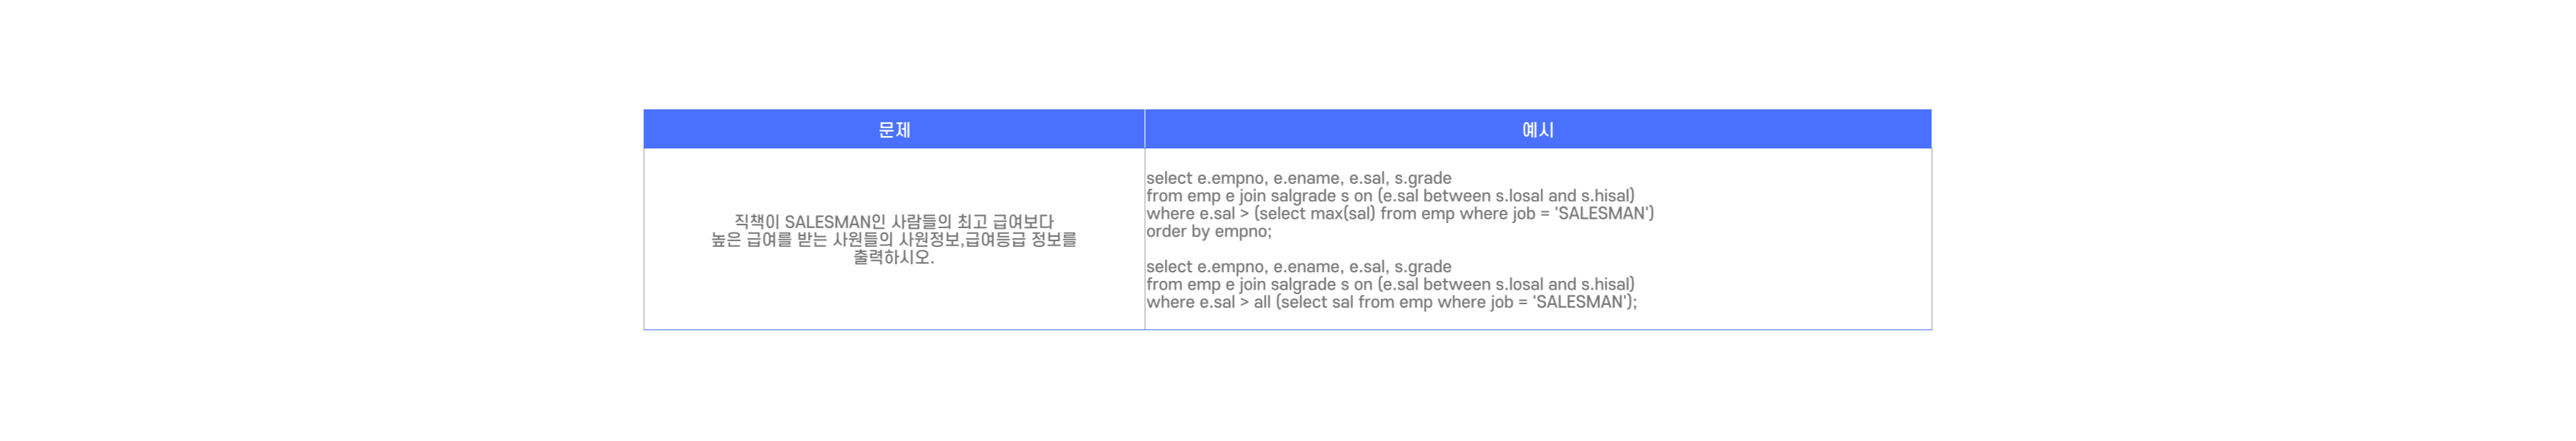 문제
예시
직책이 SALESMAN인 사람들의 최고 급여보다
높은 급여를 받는 사원들의 사원정보,급여등급 정보를
출력하시오.
select e.empno, e.ename, e.sal, s.grade
from emp e join salgrade s on (e.sal between s.losal and s.hisal)
where e.sal > (select max(sal) from emp where job = 'SALESMAN')
order by empno;
select e.empno, e.ename, e.sal, s.grade
from emp e join salgrade s on (e.sal between s.losal and s.hisal)
where e.sal > all (select sal from emp where job = 'SALESMAN');